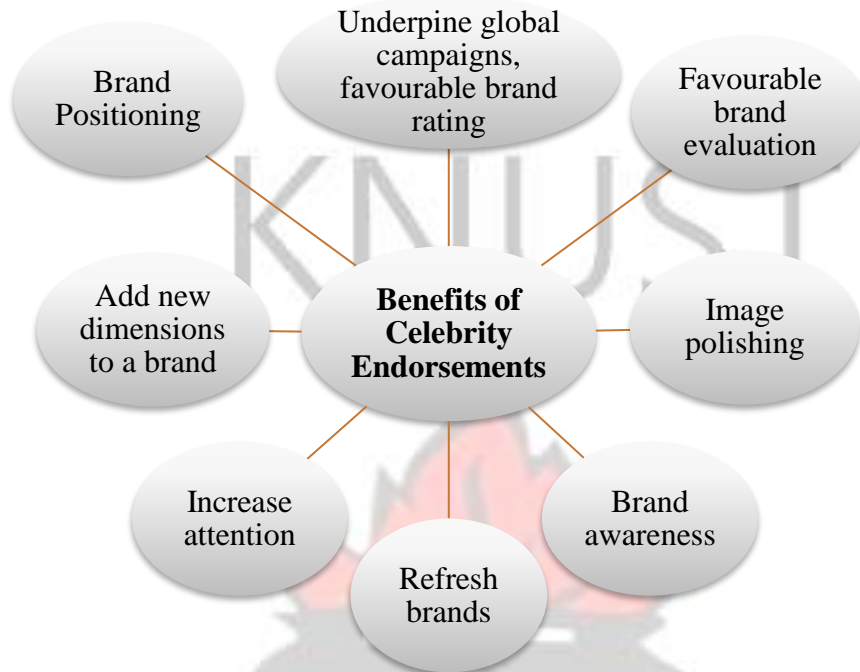 Underpine global
campaigns,
favourable brand
rating
Brand
Positioning
Favourable
brand
evaluation
KNUST
Add new
dimensions
to a brand
Benefits of
Celebrity
Endorsements
Image
polishing
Increase
attention
Brand
awareness
Refresh
brands